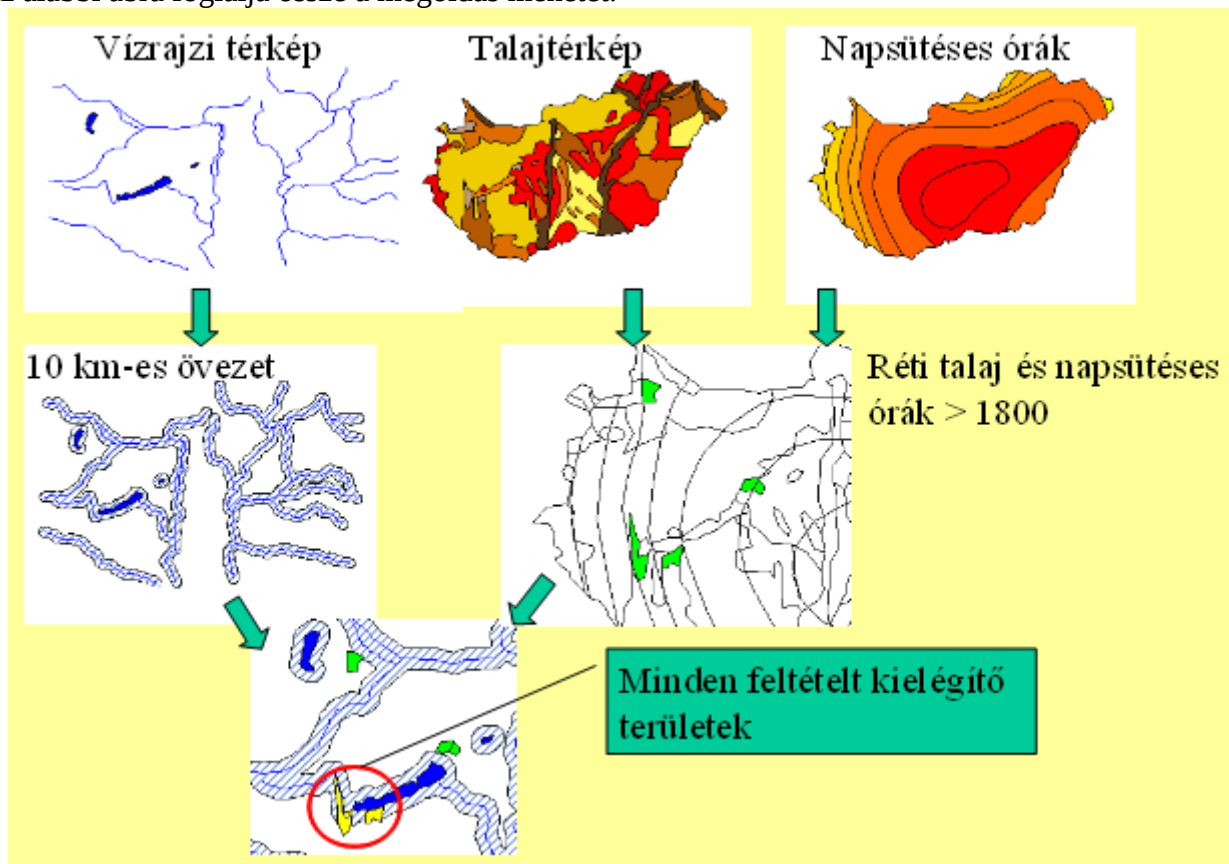 Vízrajzi térkép
Talajtérkép
Napsütéses órák
10 km-es övezet
Réti talaj és napsütéses
órák > 1800
Minden feltételt kielégítő
területek